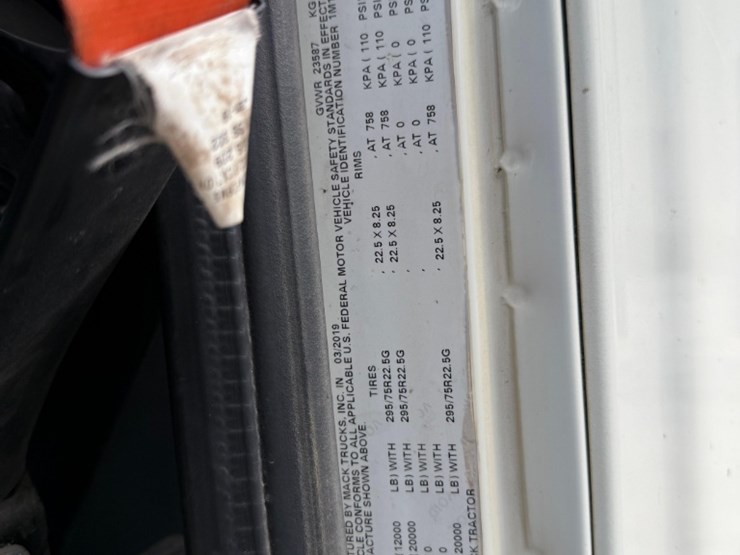 TURED BY MACK TRUCKS, INC. IN 03/2019 GVWR 23587 KG
CLE CONFORMS TO ALL APPLICABLE U.S. FEDERAL MOTOR VEHICLE SAFETY STANDARDS IN EFFECT
ACTURE SHOWN ABOVE. VEHICLE IDENTIFICATION NUMBER 1M1
TIRES RIMS
12000 LB) WITH 295/75R22.5G , 22.5 X 8.25 , AT 758 KPA ( 110 PSI
20000 LB) WITH 295/75R22.5G , 22.5 X 8.25 , AT 758 KPA ( 110 PSI
0 LB) WITH , , AT 0 KPA ( 0 PS
0 LB) WITH , , AT 0 KPA ( 0 PS
20000 LB) WITH 295/75R22.5G , 22.5 X 8.25 , AT 758 KPA ( 110 PS
K TRACTOR